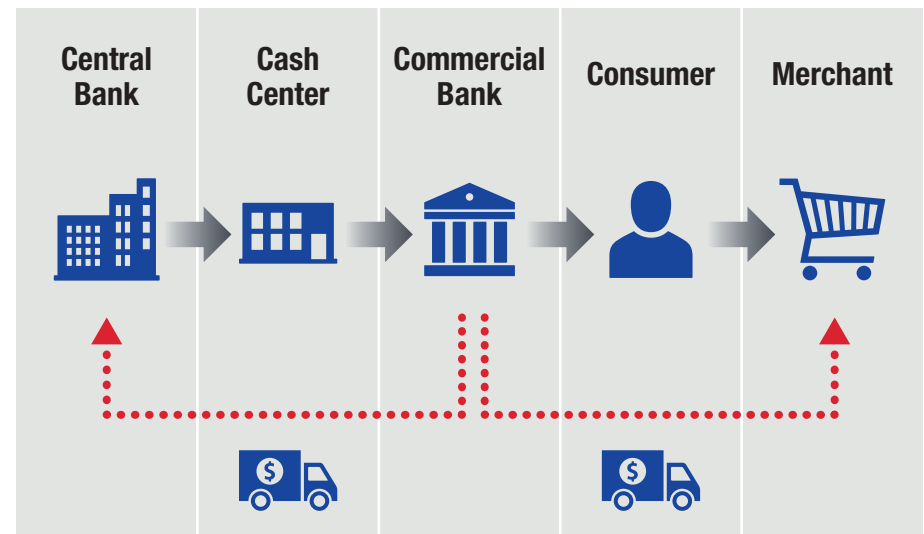 Central
Bank
Cash
Center
Commercial
Bank
Consumer
Merchant
$
$